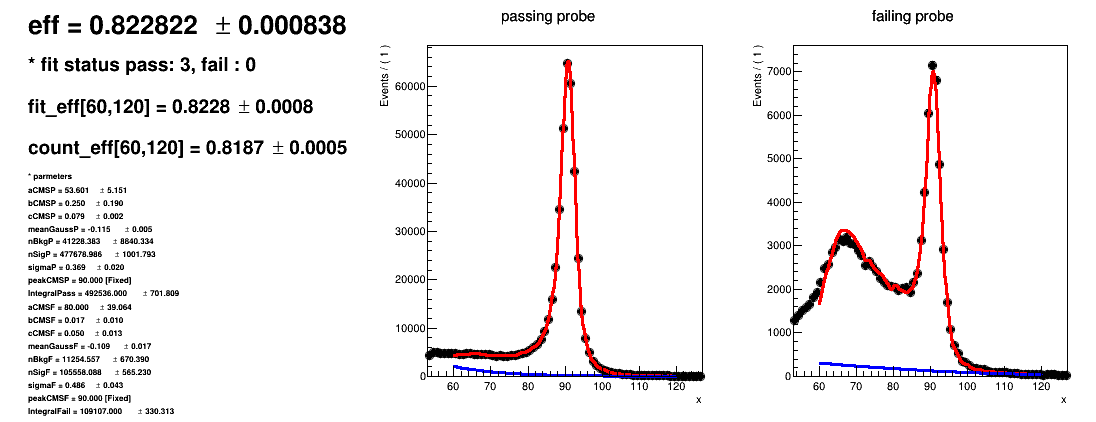 eff = 0.822822 ± 0.000838
* fit status pass: 3, fail : 0
fit_eff[60,120] = 0.8228 ± 0.0008
count_eff[60,120] = 0.8187 ± 0.0005
* parmeters
aCMSP = 53.601 ± 5.151
bCMSP = 0.250 ± 0.190
cCMSP = 0.079 ± 0.002
meanGaussP = -0.115 ± 0.005
nBkgP = 41228.383 ± 8840.334
nSigP = 477678.986 ± 1001.793
sigmaP = 0.369 ± 0.020
peakCMSP = 90.000 [Fixed]
IntegralPass = 492536.000 ± 701.809
aCMSF = 80.000 ± 39.064
bCMSF = 0.017 ± 0.010
cCMSF = 0.050 ± 0.013
meanGaussF = -0.109 ± 0.017
nBkgF = 11254.557 ± 670.390
nSigF = 105558.088 ± 565.230
sigmaF = 0.486 ± 0.043
peakCMSF = 90.000 [Fixed]
IntegralFail = 109107.000 ± 330.313
passing probe
Events / ( 1 )
60000
50000
40000
30000
20000
10000
0
60 70 80 90 100 110 120
x
failing probe
Events / ( 1 )
7000
6000
5000
4000
3000
2000
1000
0
60 70 80 90 100 110 120
x